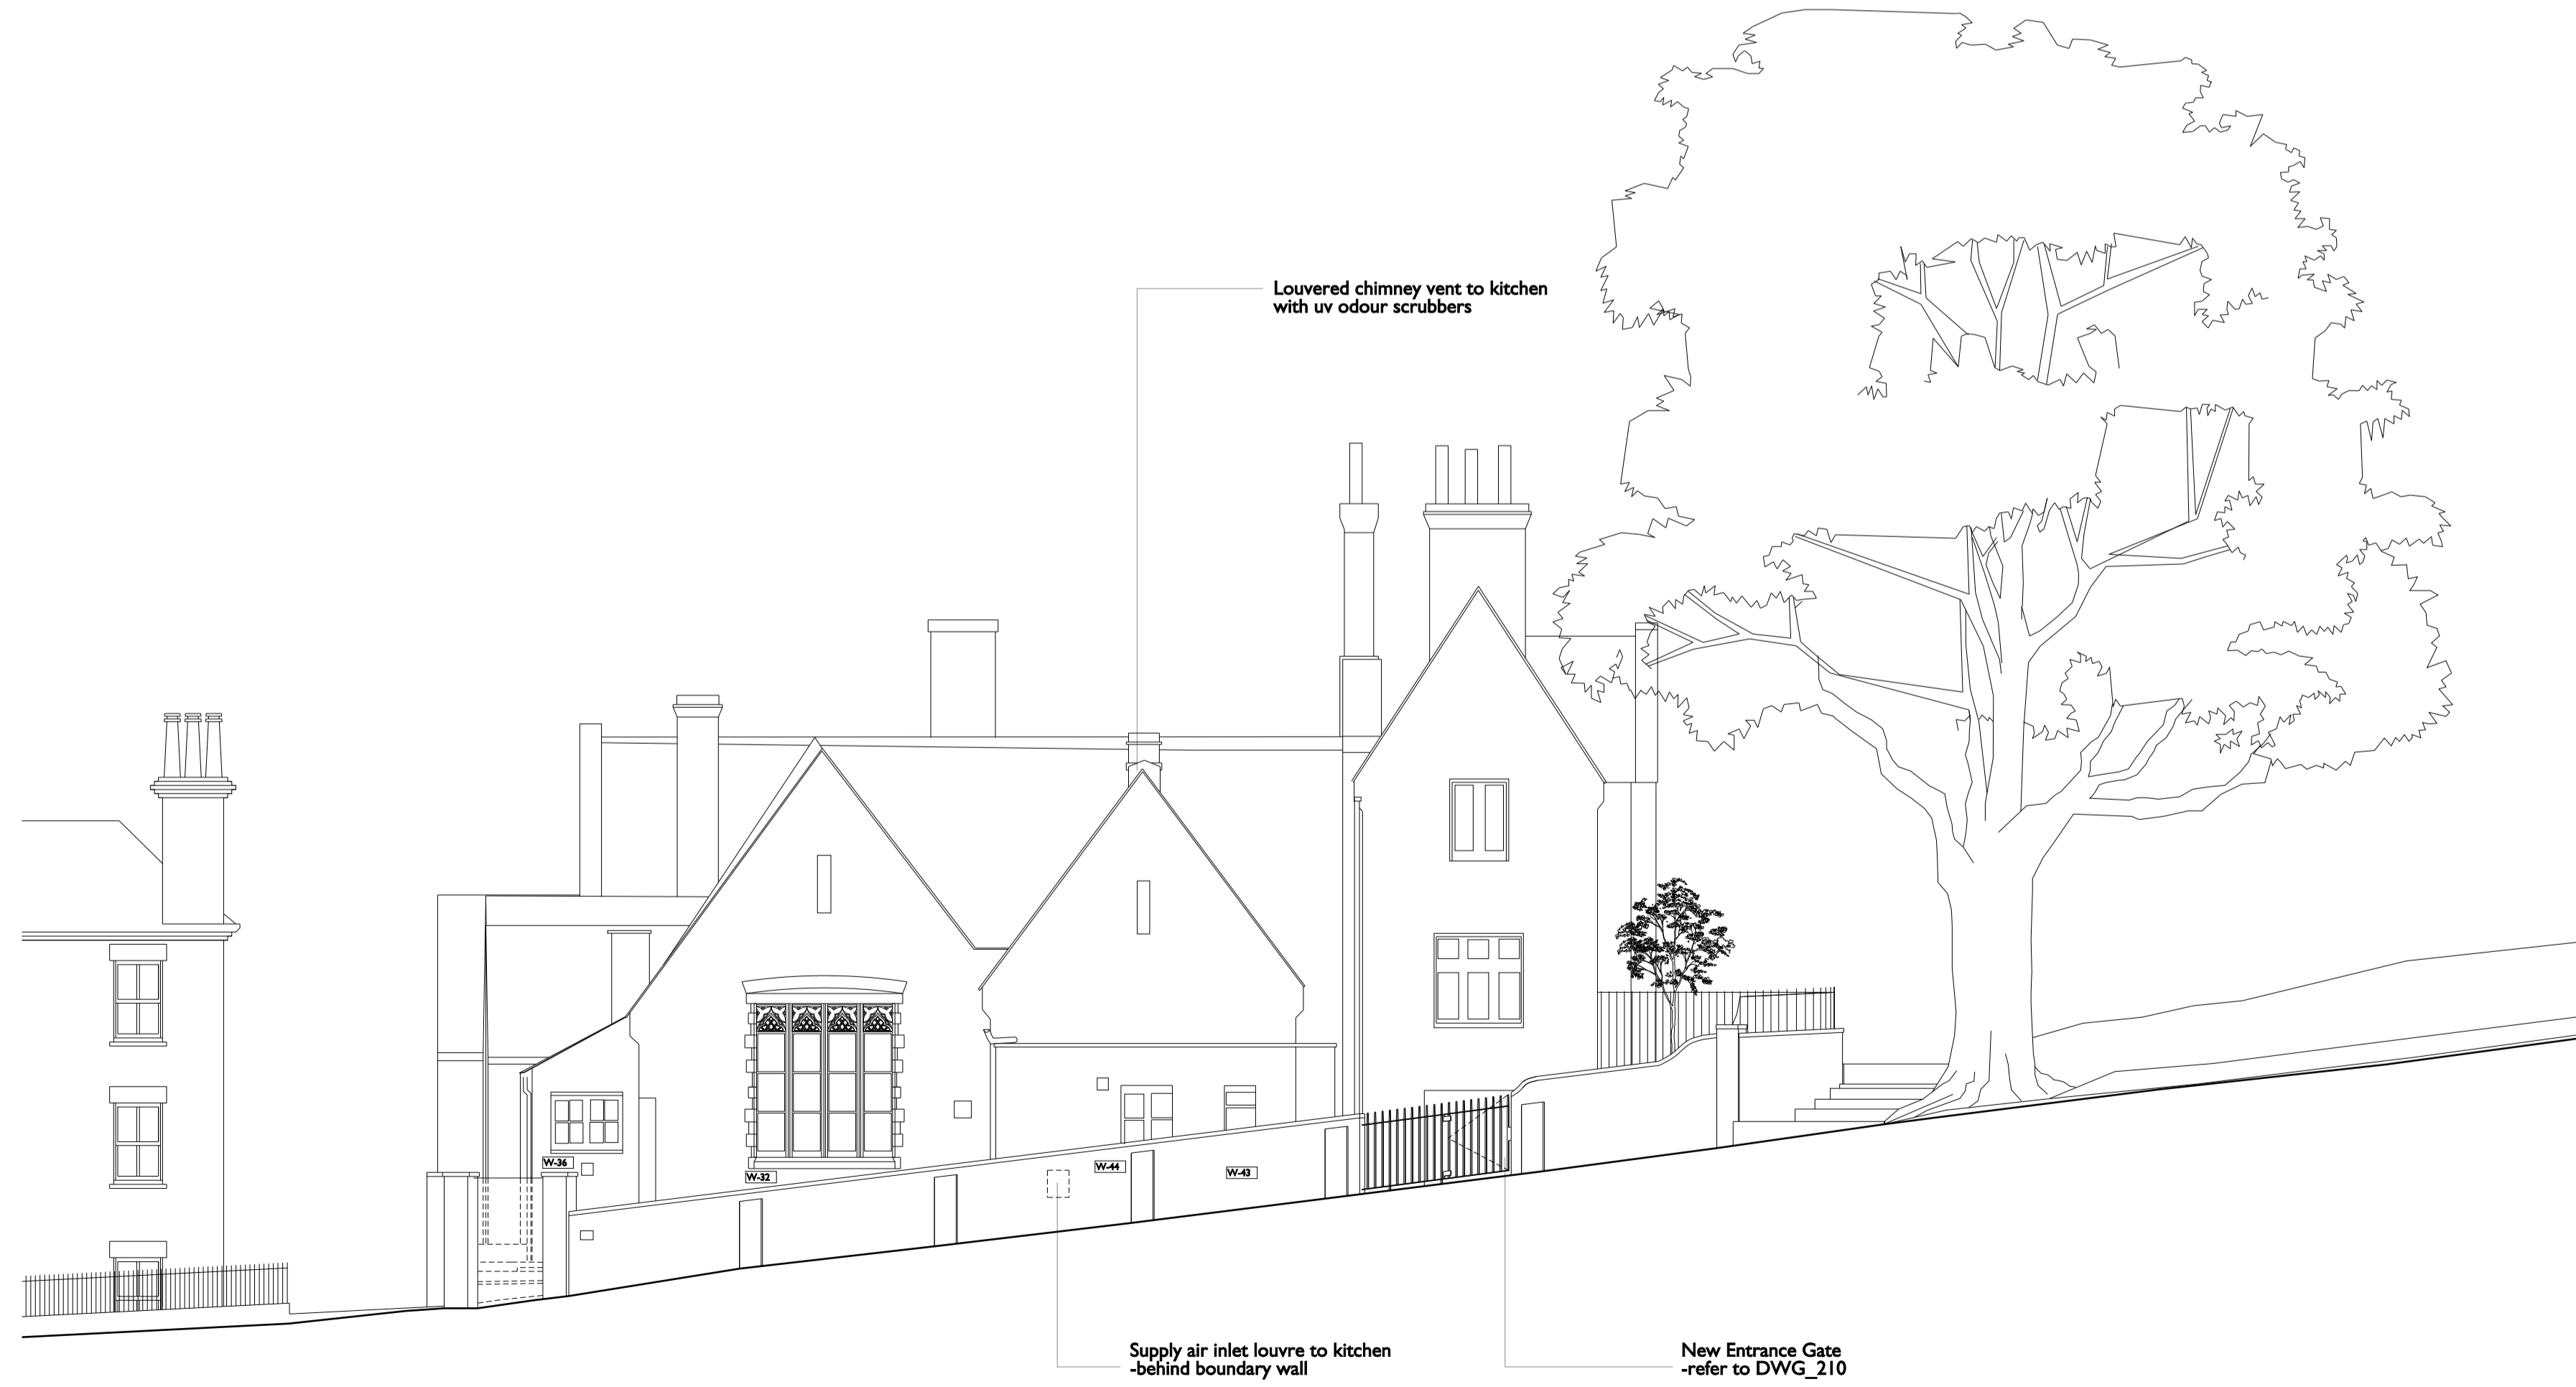 Louvered chimney vent to kitchen
with uv odour scrubbers
W-36
W-32
W-44
W-43
Supply air inlet louvre to kitchen
-behind boundary wall
New Entrance Gate
-refer to DWG_210